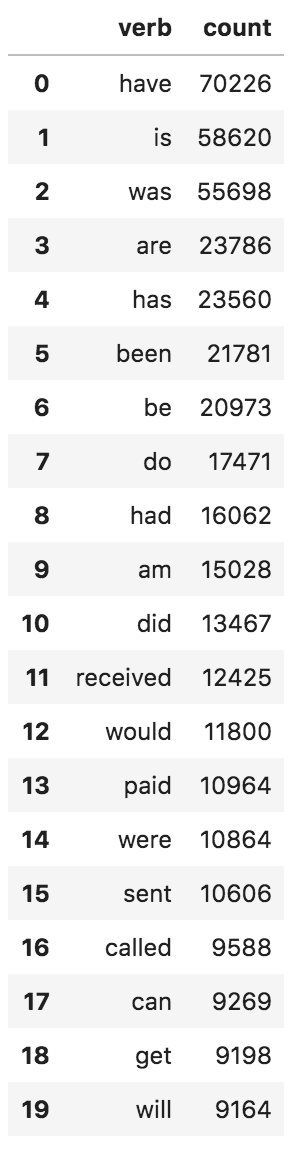 verb count
0 have 70226
1 is 58620
2 was 55698
3 are 23786
4 has 23560
5 been 21781
6 be 20973
7 do 17471
8 had 16062
9 am 15028
10 did 13467
11 received 12425
12 would 11800
13 paid 10964
14 were 10864
15 sent 10606
16 called 9588
17 can 9269
18 get 9198
19 will 9164